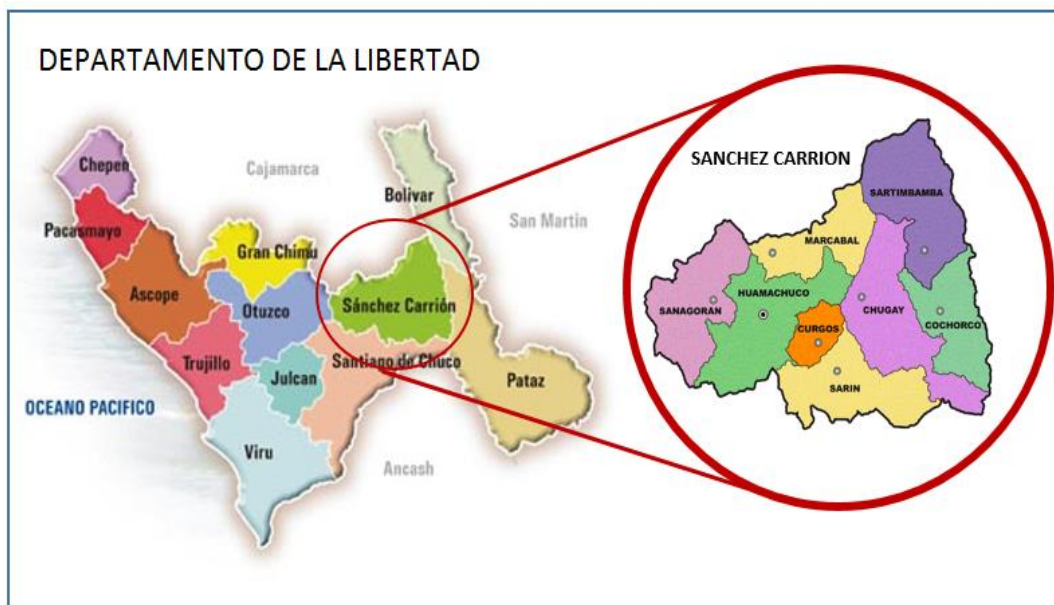 DEPARTAMENTO DE LA LIBERTAD
Chepen
Cajamarca
Bolivar
Pacasmayo
San Martin
Gran Chimu
Ascope
Otuzco
Sánchez Carrión
Trujillo
Santiago de Chuco
Julcan
Pataz
OCEANO PACIFICO
Viru
Ancash
SANCHEZ CARRION
SARTIMBAMBA
MARCABAL
HUAMACHUCO
SANAGORAN
CHUGAY
COCHORCO
CURGOS
SARIN